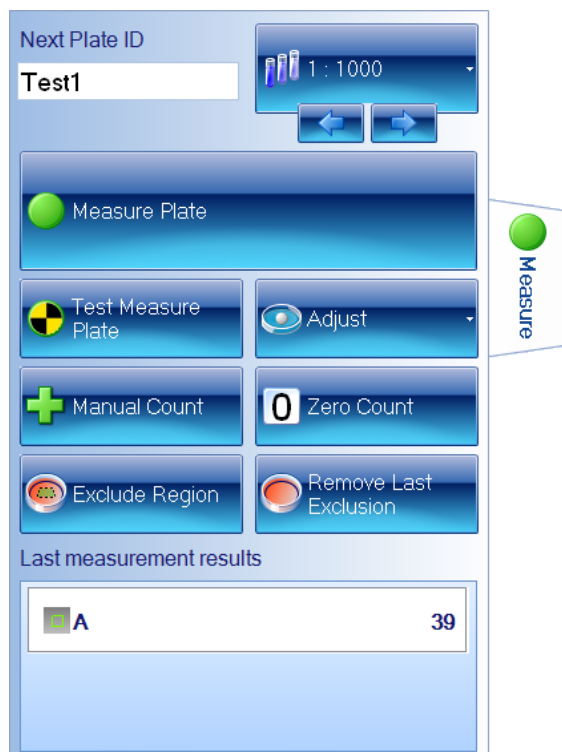 Next Plate ID
Test1
1 : 1000
Measure Plate
Measure
Test Measure
Plate
Adjust
Manual Count
0 Zero Count
Exclude Region
Remove Last
Exclusion
Last measurement results
A 39